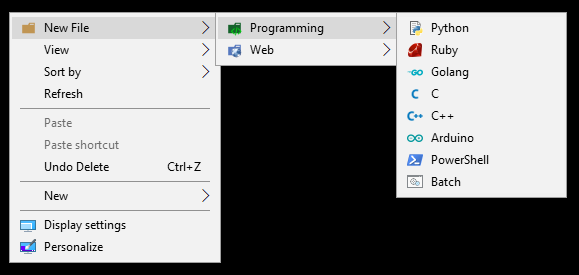 New File
View
Sort by
Refresh
Paste
Paste shortcut
Undo Delete Ctrl+Z
New
Display settings
Personalize
Programming
Web
Python
Ruby
Golang
C
C++
Arduino
PowerShell
Batch